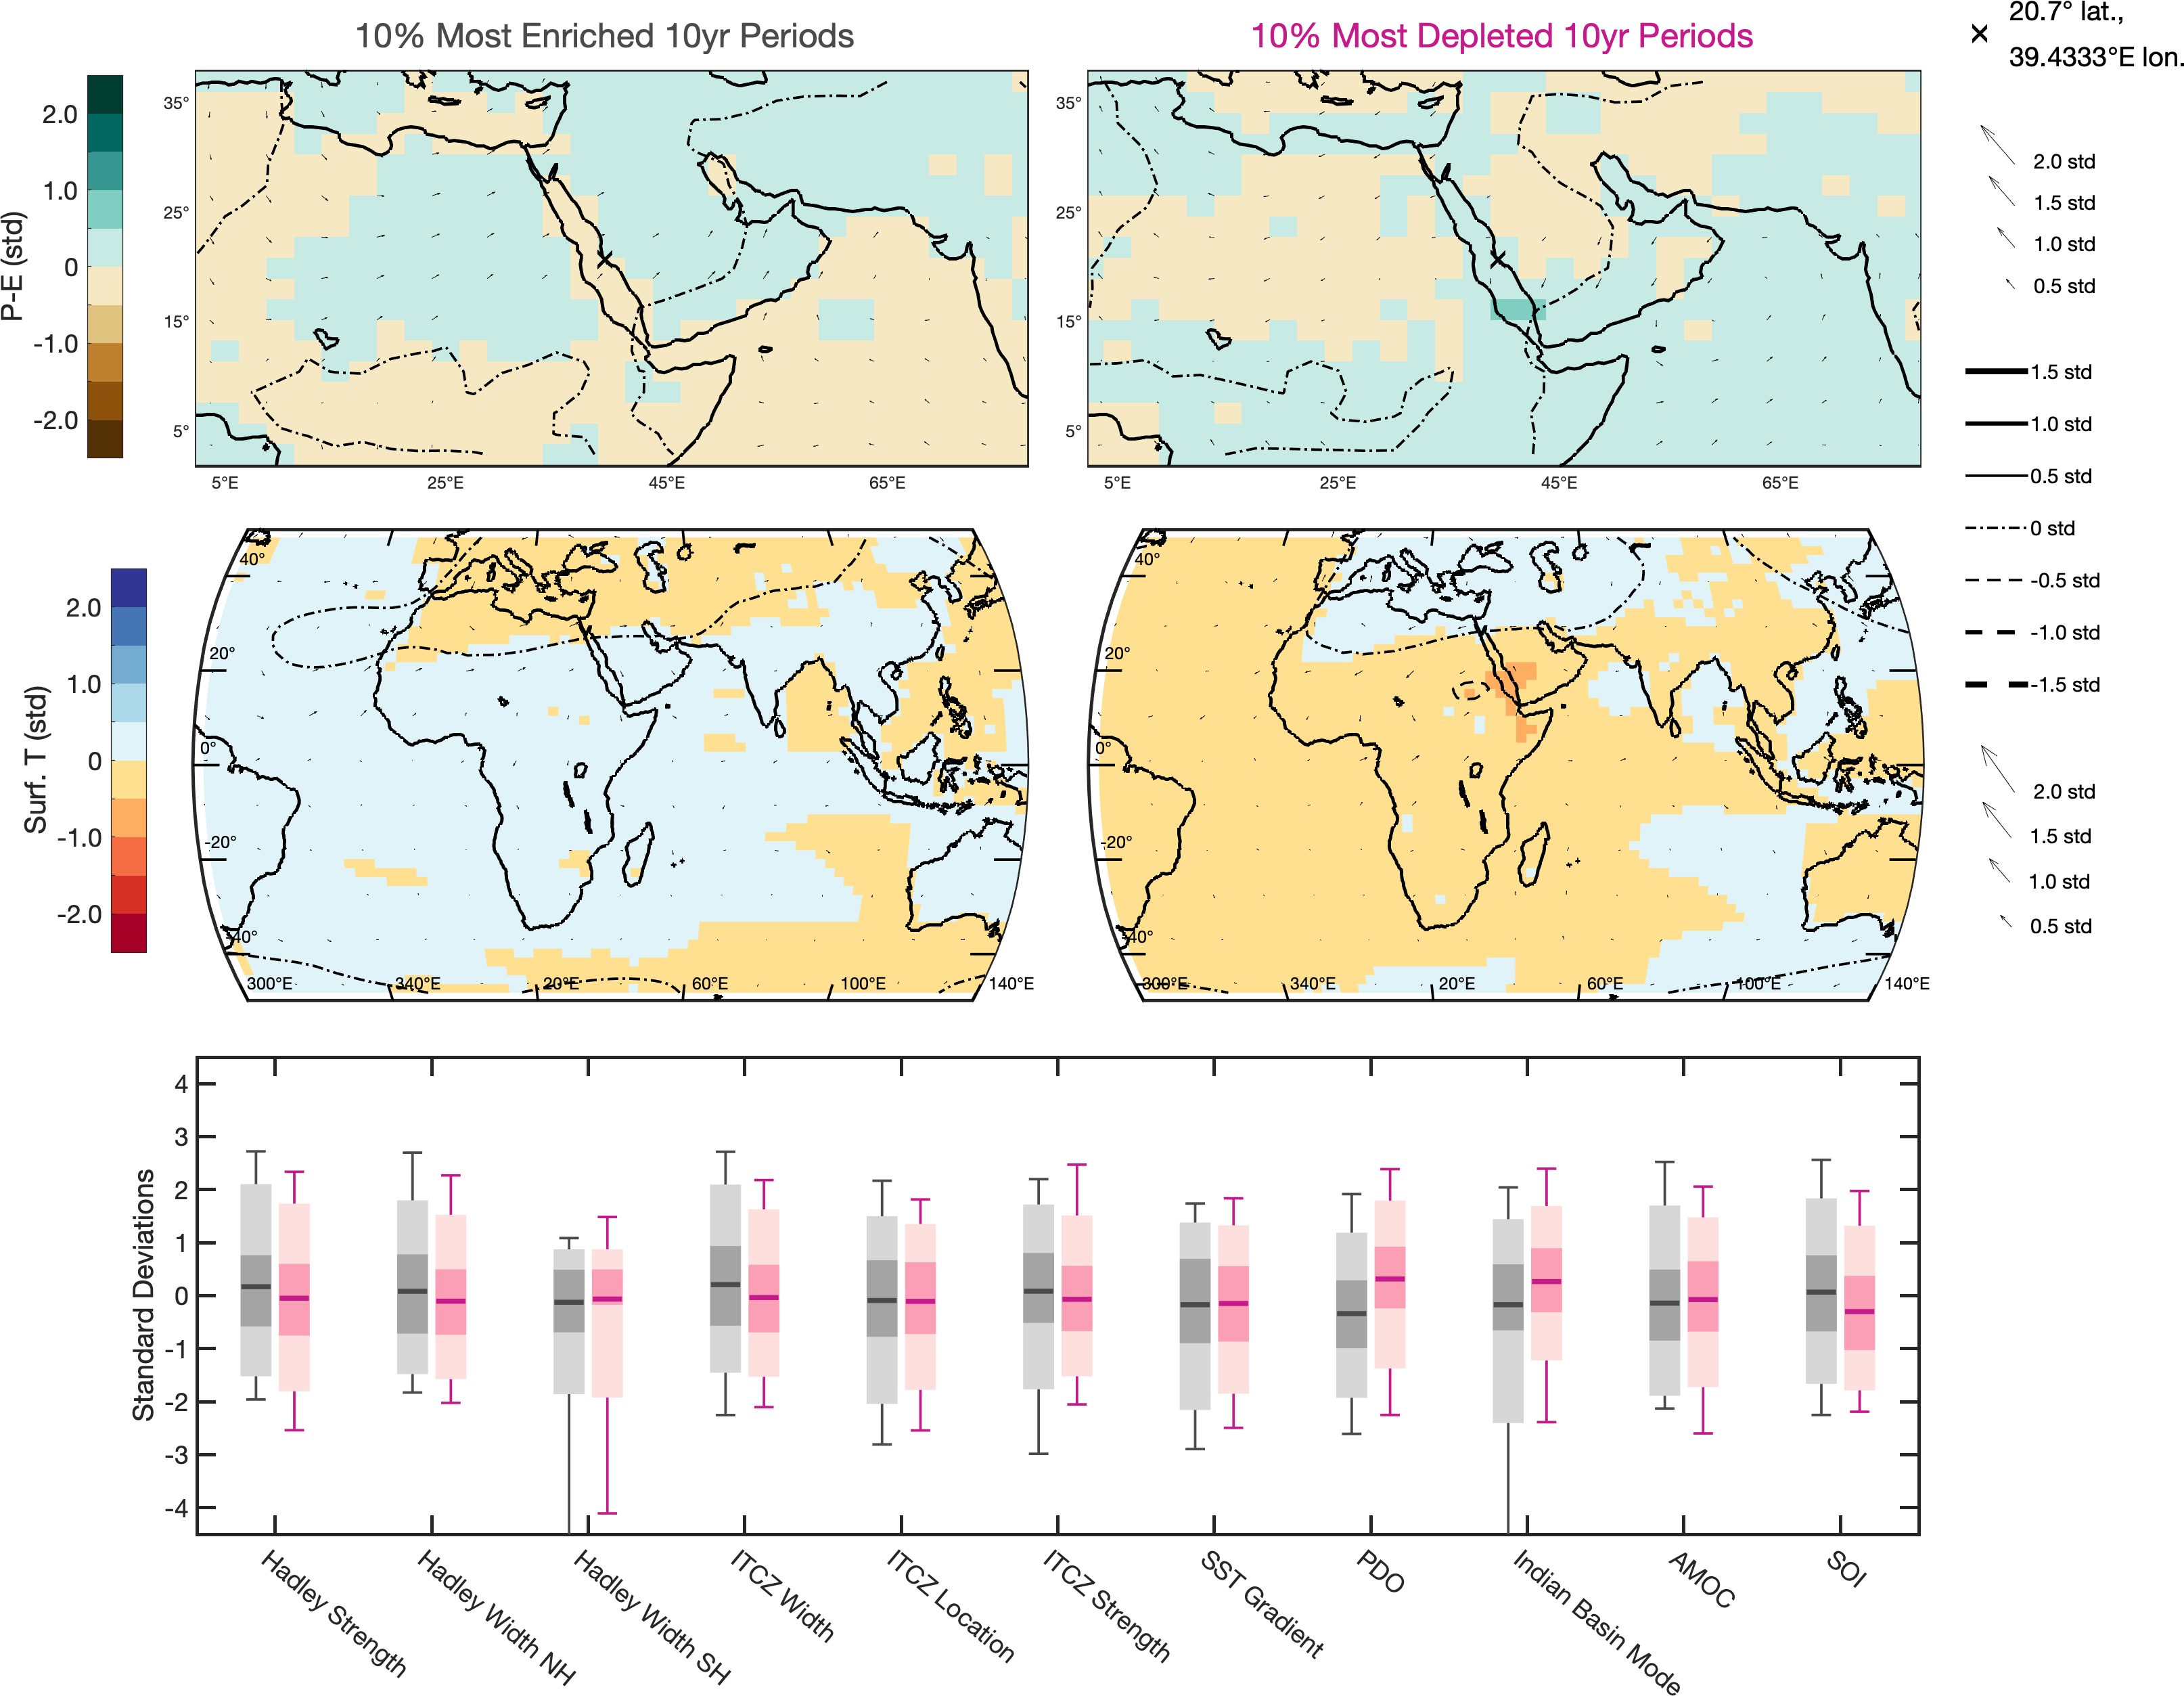 10% Most Enriched 10yr Periods
10% Most Depleted 10yr Periods
20.7° lat.,
39.4333°E lon.
P-E (std)
2.0
1.0
0
-1.0
-2.0
35°
25°
15°
5°
5°E
25°E
45°E
65°E
35°
25°
15°
5°
5°E
25°E
45°E
65°E
2.0 std
1.5 std
1.0 std
0.5 std
1.5 std
1.0 std
0.5 std
0 std
-0.5 std
-1.0 std
-1.5 std
Surf. T (std)
2.0
1.0
0
-1.0
-2.0
40°
20°
0°
-20°
-40°
300°E
340°E
20°E
60°E
100°E
140°E
40°
20°
0°
-20°
-40°
300°E
340°E
20°E
60°E
100°E
140°E
2.0 std
1.5 std
1.0 std
0.5 std
Standard Deviations
4
3
2
1
0
-1
-2
-3
-4
Hadley Strength
Hadley Width NH
Hadley Width SH
ITCZ Width
ITCZ Location
ITCZ Strength
SST Gradient
PDO
Indian Basin Mode
AMOC
SOI